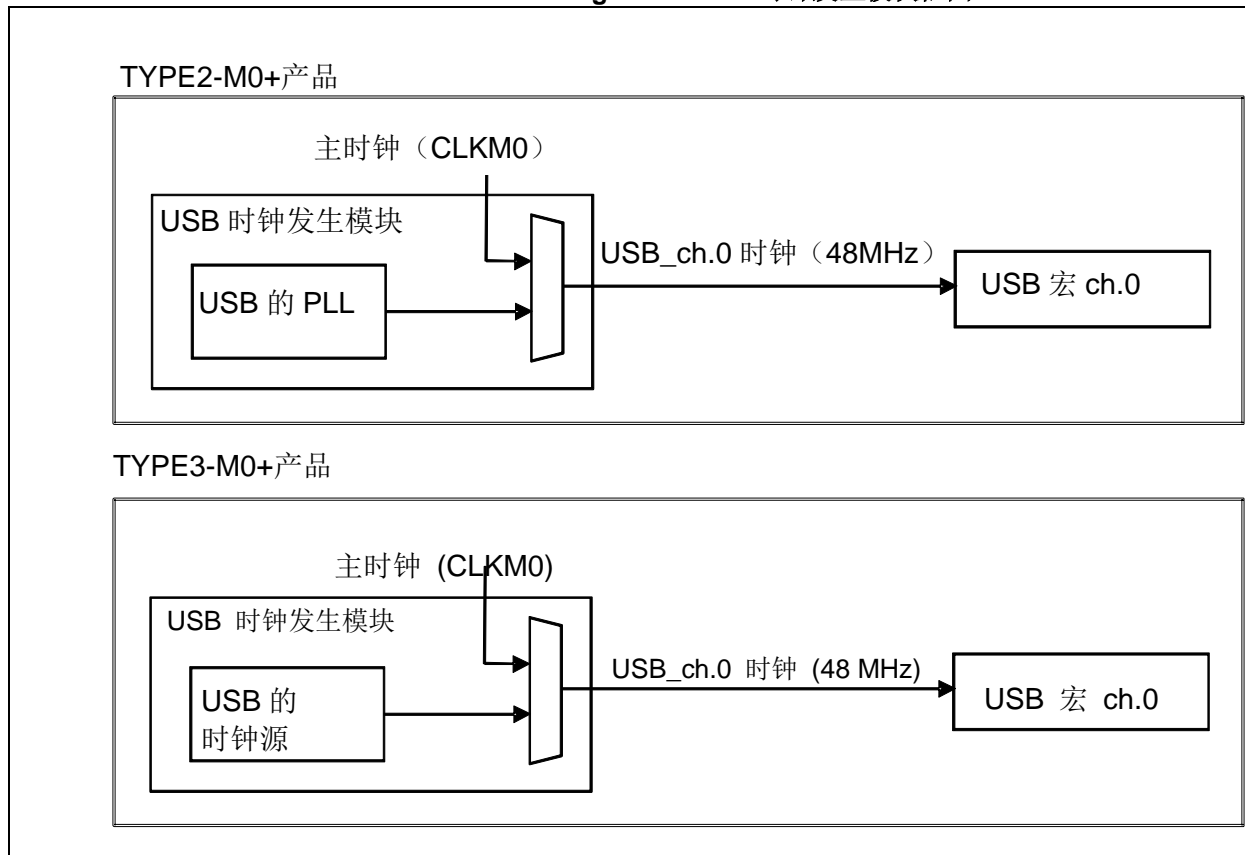 TYPE2-M0+产品
主时钟（CLKM0）
USB 时钟发生模块
USB 的 PLL
USB_ch.0 时钟（48MHz）
USB 宏 ch.0
TYPE3-M0+产品
主时钟 (CLKM0)
USB 时钟发生模块
USB 的
时钟源
USB_ch.0 时钟 (48 MHz)
USB 宏 ch.0